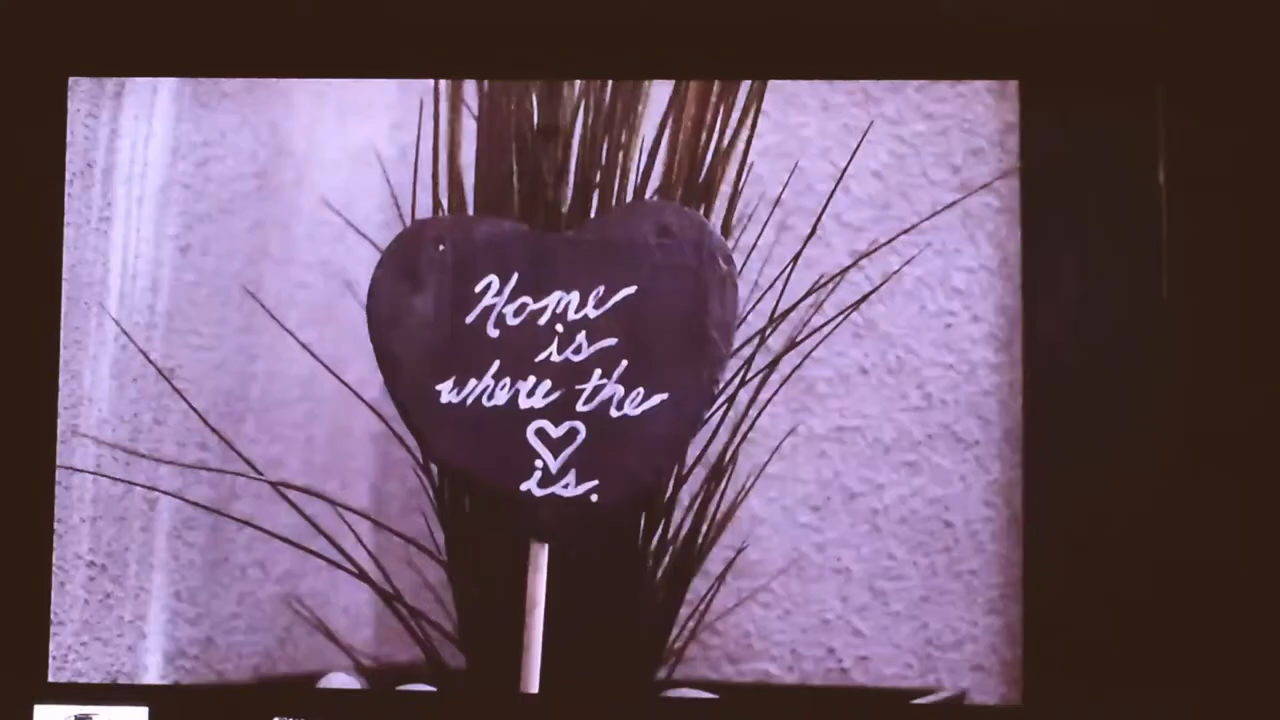 Home
is
where the
♡
is.